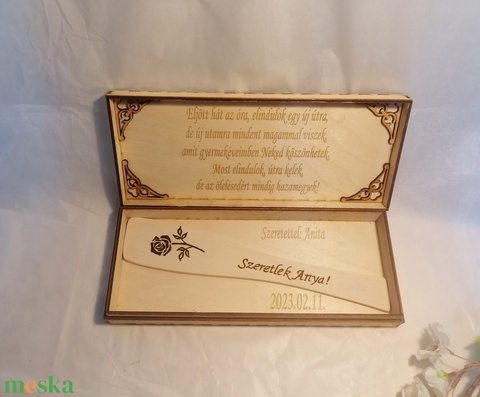 Eljött hát az óra, elindulok egy új útra,
de új utamra mindent magammal viszek,
amit gyermekéveimben Neked köszönhetek.
Most elindulok, útra kelek,
de az ölelésedért mindig hazamegyek!
Szeretettel: Anita
Szeretlek Anya!
2023.02.11.
meska